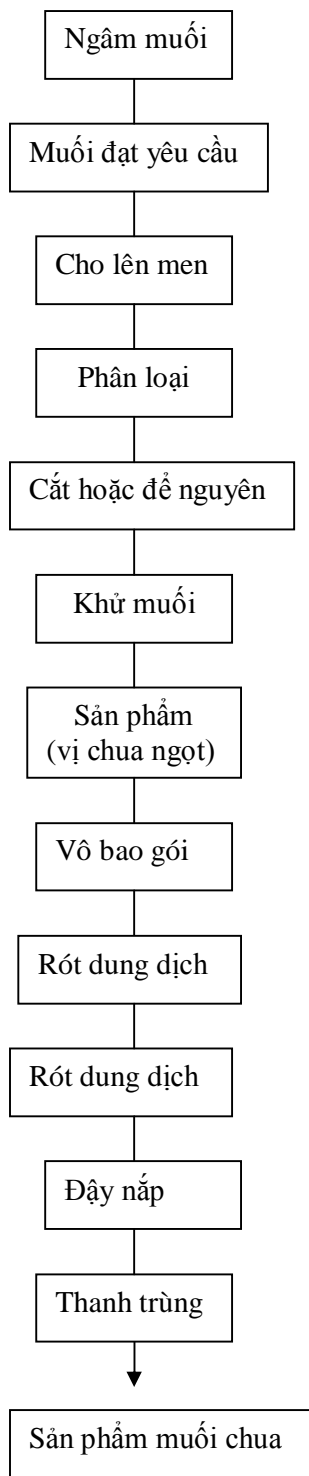 Ngâm muối
Muối đạt yêu cầu
Cho lên men
Phân loại
Cắt hoặc để nguyên
Khử muối
Sản phẩm
(vị chua ngọt)
Vô bao gói
Rót dung dịch
Rót dung dịch
Đậy nắp
Thanh trùng
Sản phẩm muối chua